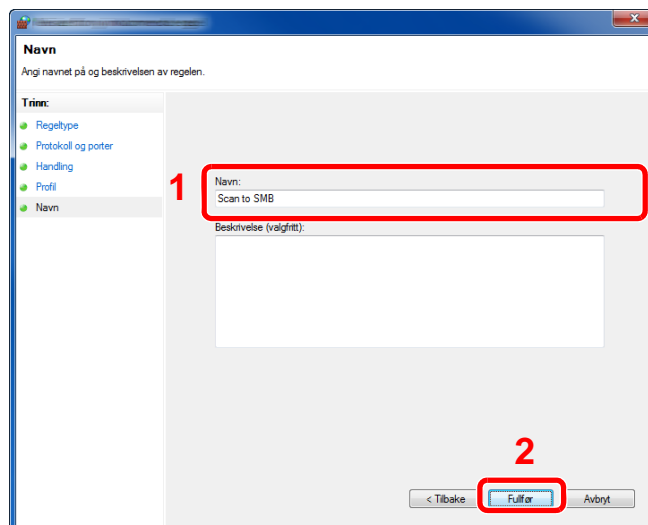 Navn
Angi navnet på og beskrivelsen av regelen.
Trinn:
Regeltype
Protokoll og porter
Handling
Profil
Navn
1
Navn:
Scan to SMB
Beskrivelse (valgfritt):
2
< Tilbake
Fullfør
Avbryt